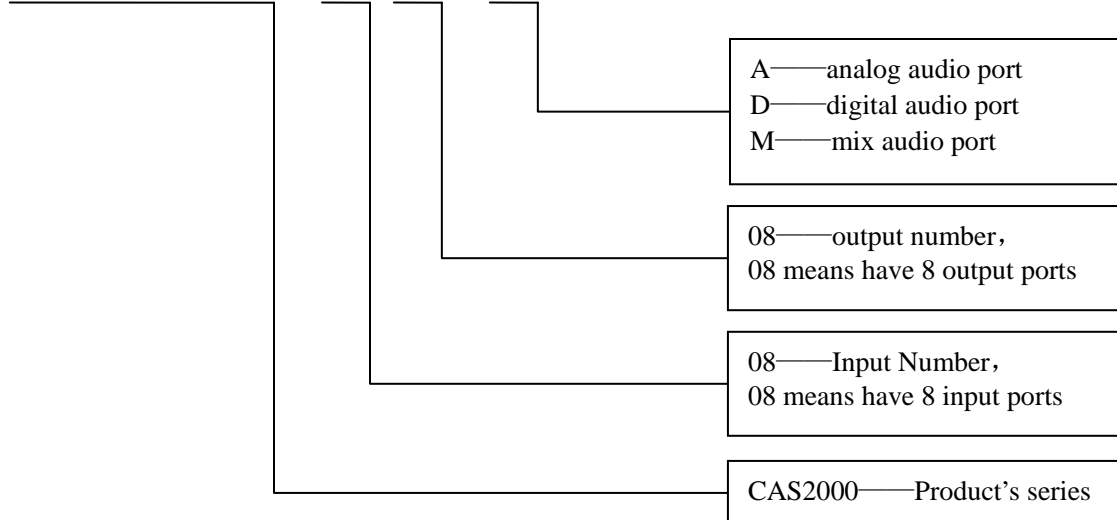 A——analog audio port
D——digital audio port
M——mix audio port
08——output number，
08 means have 8 output ports
08——Input Number，
08 means have 8 input ports
CAS2000——Product's series